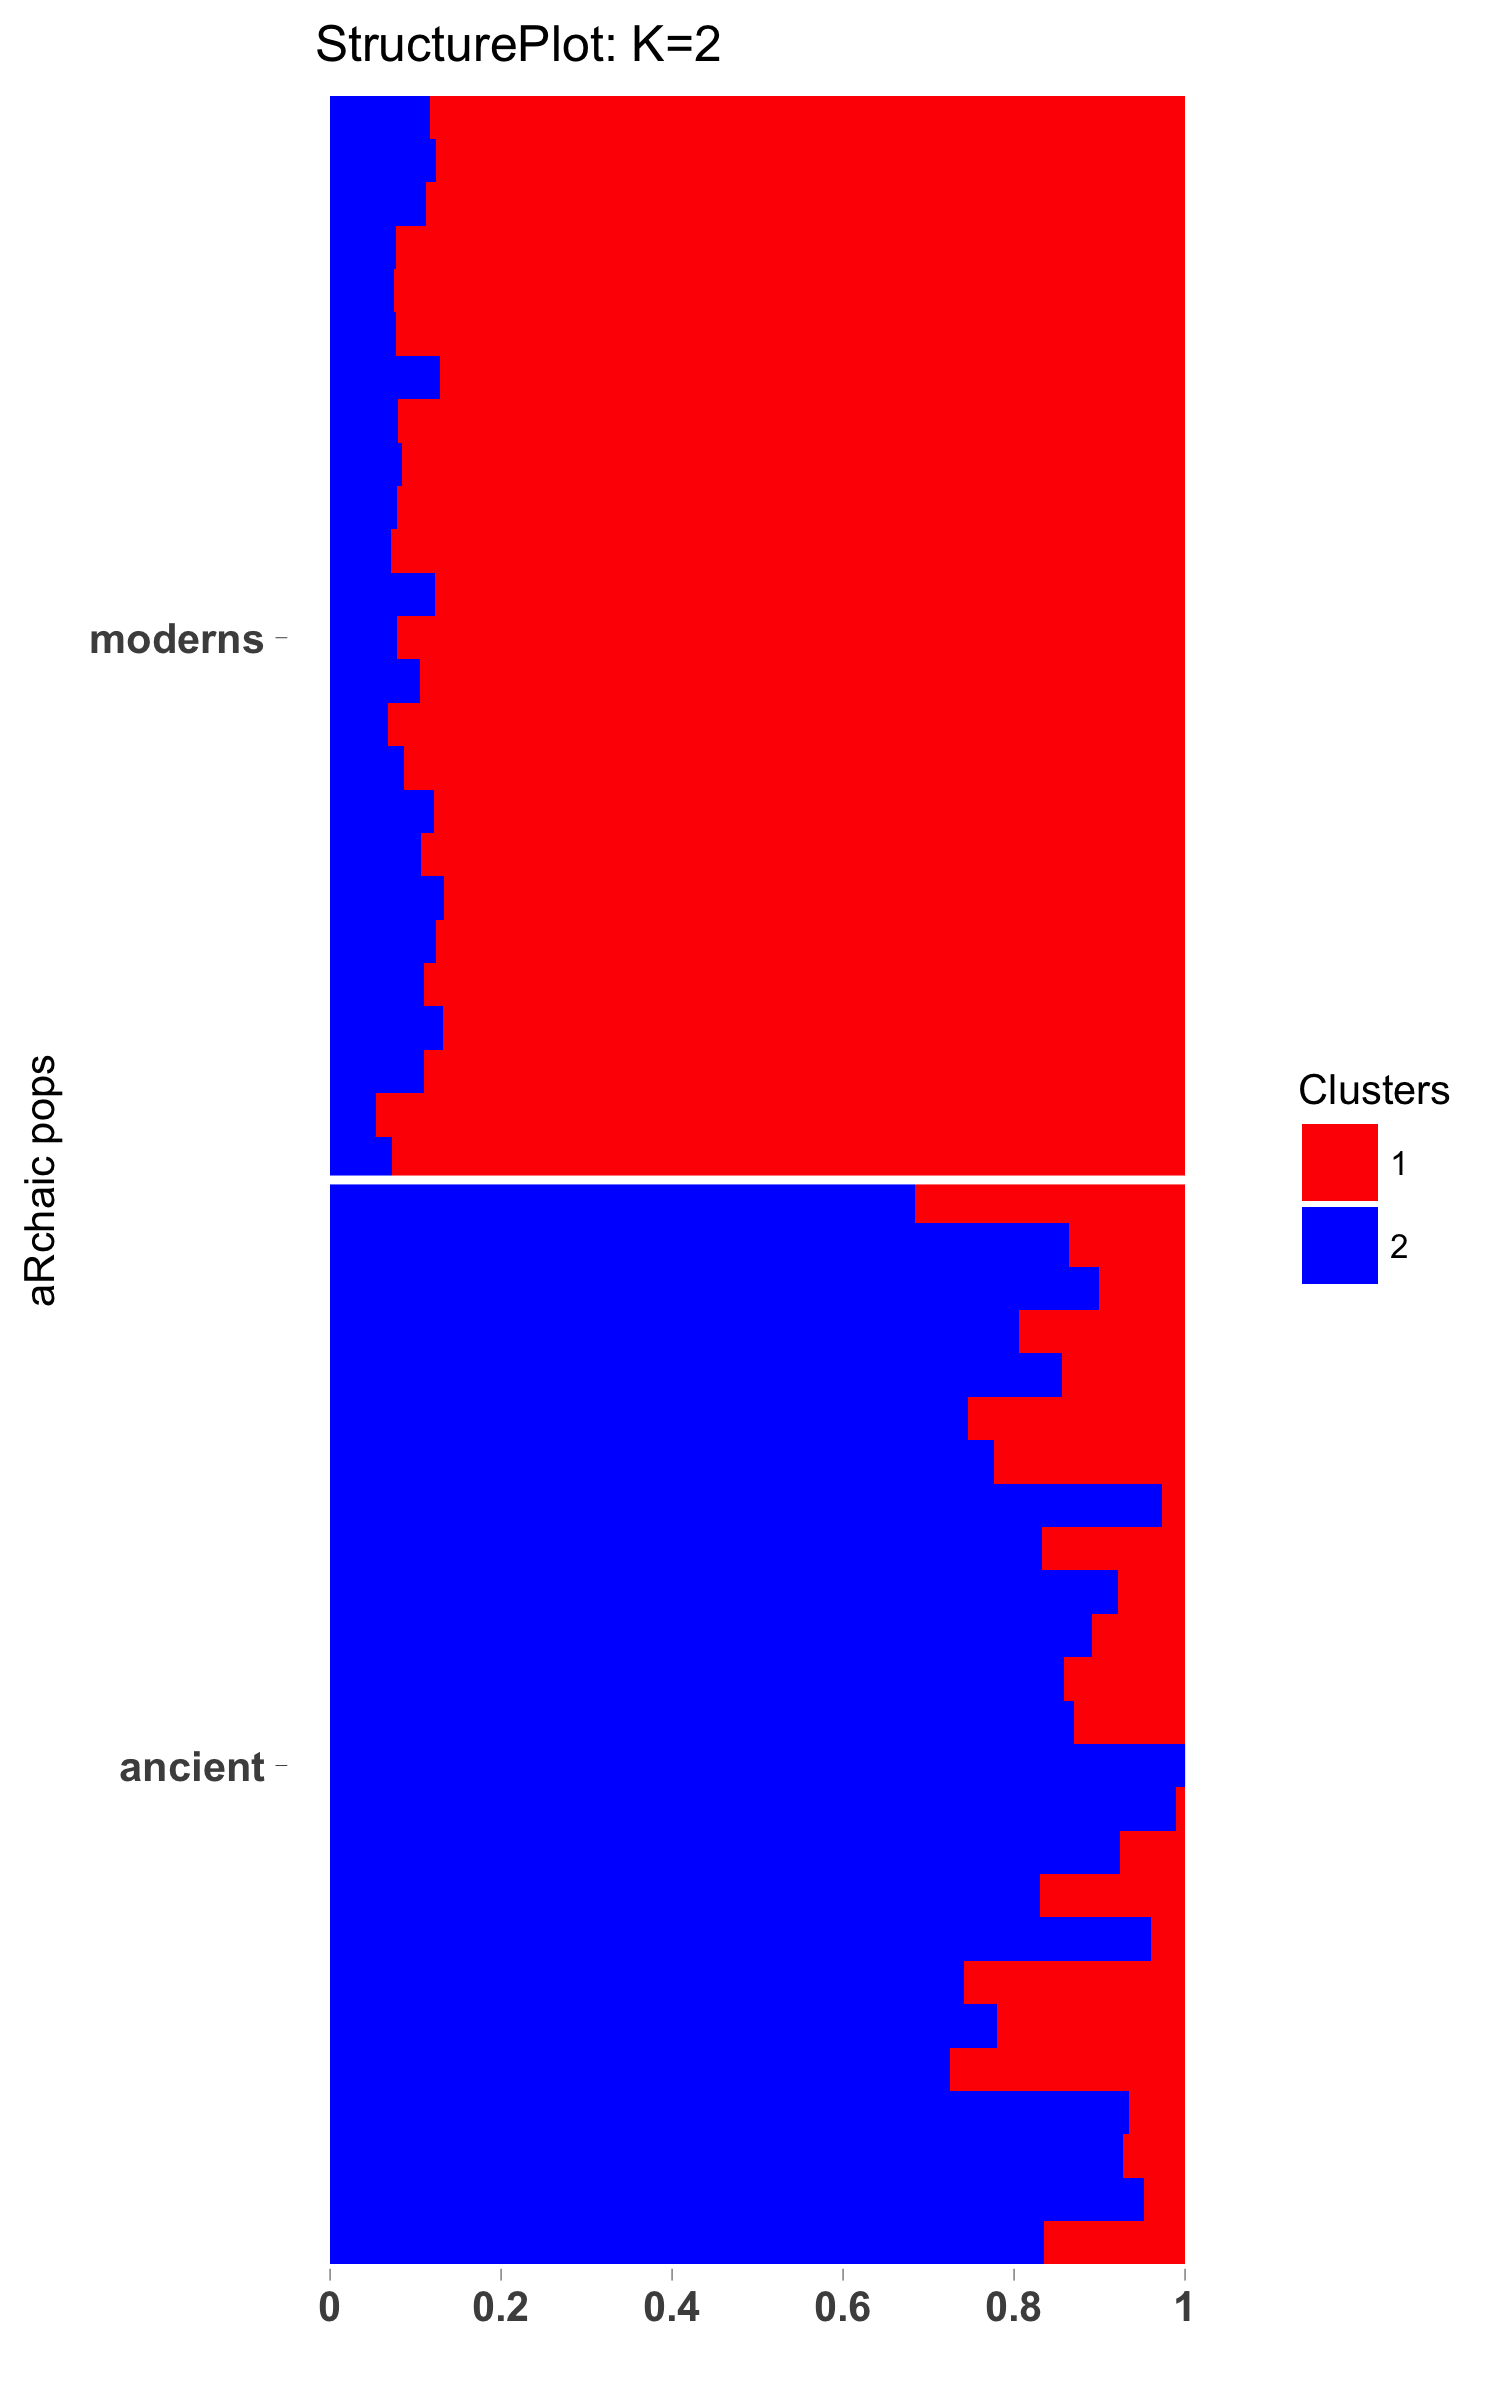 StructurePlot: K=2
moderns
aRchaic pops
ancient
0 0.2 0.4 0.6 0.8 1
Clusters
1
2